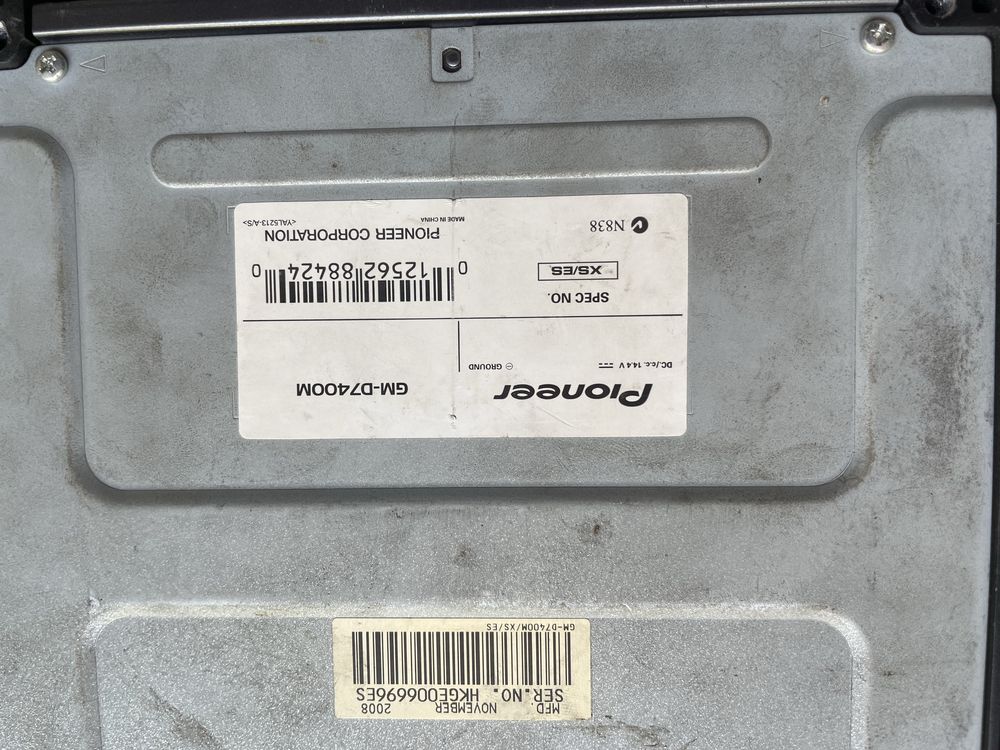 Pioneer
GM-D7400M
DC./c.c. 14.4 V
⊖ GROUND
SPEC NO.
XS/ES.
0 12562 88424 0
N838
PIONEER CORPORATION
MADE IN CHINA
<YAL5213-A/S>
MFD. NOVEMBER 2008
SER.NO. HKGE006696ES
GM-D7400M/XS/ES